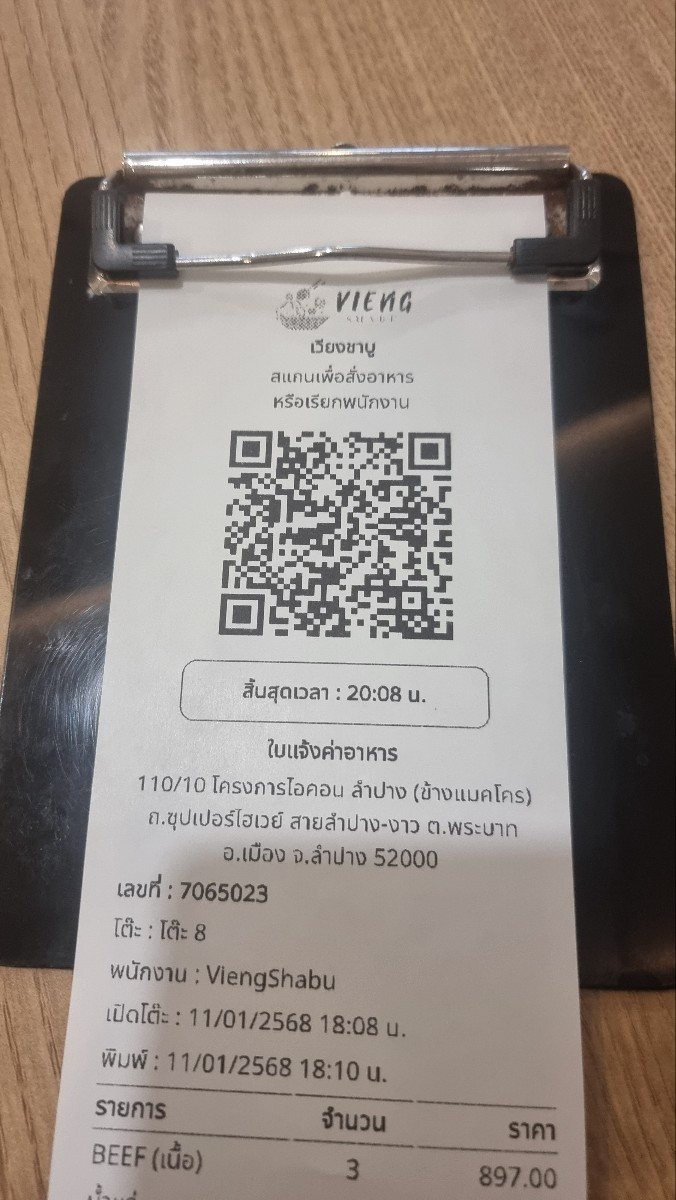 VIENG
SHABU
เวียงชาบู
สแกนเพื่อสั่งอาหาร
หรือเรียกพนักงาน
สิ้นสุดเวลา : 20:08 น.
ใบแจ้งค่าอาหาร
110/10 โครงการไอคอน ลำปาง (ข้างแมคโคร)
ถ.ซุปเปอร์ไฮเวย์ สายลำปาง-งาว ต.พระบาท
อ.เมือง จ.ลำปาง 52000
เลขที่ : 7065023
โต๊ะ : โต๊ะ 8
พนักงาน : ViengShabu
เปิดโต๊ะ : 11/01/2568 18:08 น.
พิมพ์ : 11/01/2568 18:10 น.
รายการ จำนวน ราคา
BEEF (เนื้อ) 3 897.00